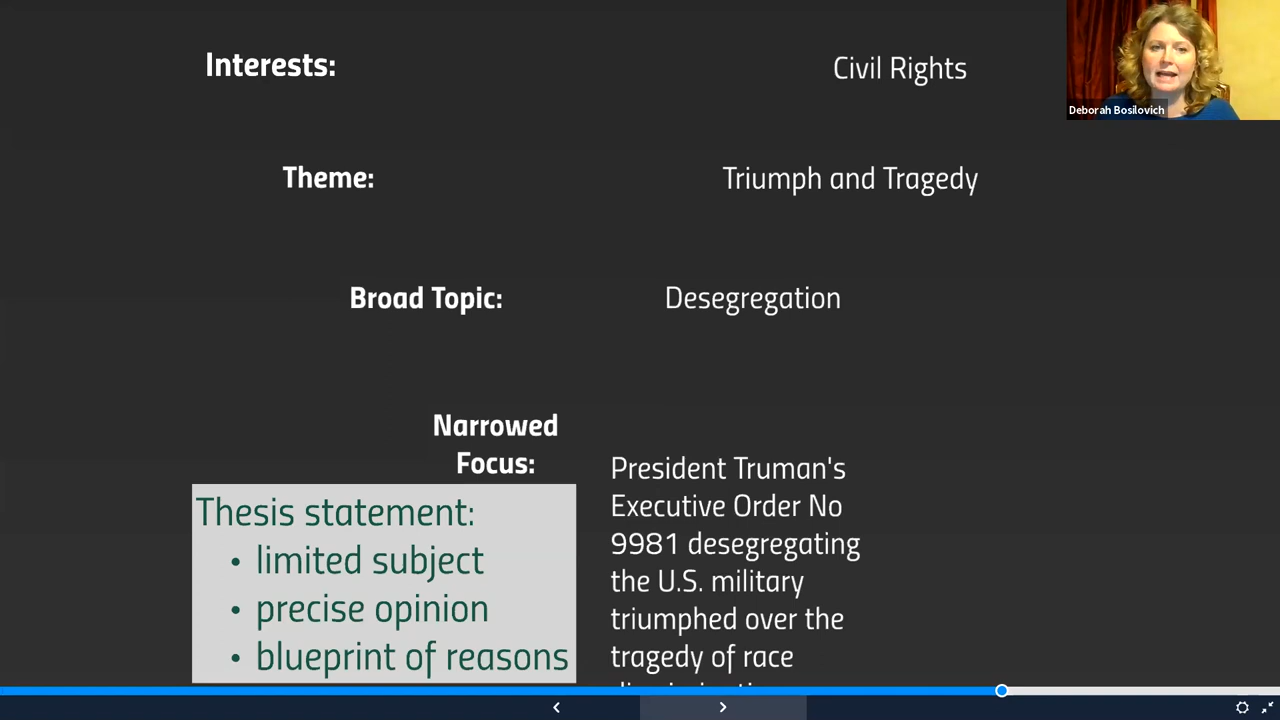 Interests:
Civil Rights
Deborah Bosilovich
Theme:
Triumph and Tragedy
Broad Topic:
Desegregation
Narrowed
Focus:
President Truman's
Executive Order No
9981 desegregating
the U.S. military
triumphed over the
tragedy of race
Thesis statement:
• limited subject
• precise opinion
• blueprint of reasons